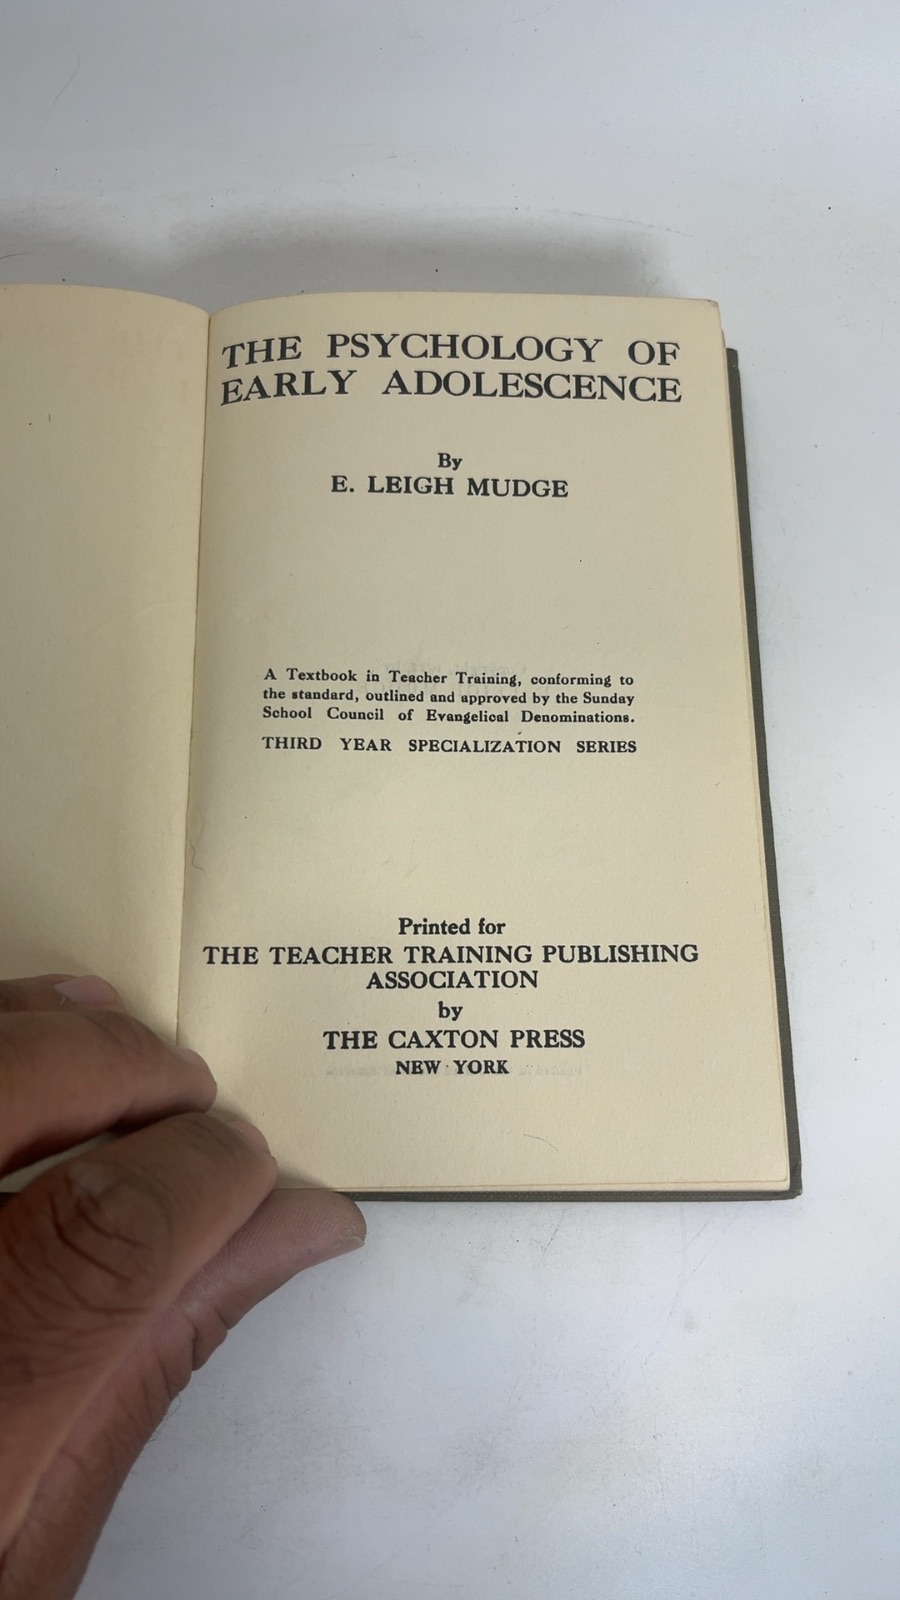 THE PSYCHOLOGY OF
EARLY ADOLESCENCE
By
E. LEIGH MUDGE
A Textbook in Teacher Training, conforming to
the standard, outlined and approved by the Sunday
School Council of Evangelical Denominations.
THIRD YEAR SPECIALIZATION SERIES
Printed for
THE TEACHER TRAINING PUBLISHING
ASSOCIATION
by
THE CAXTON PRESS
NEW YORK